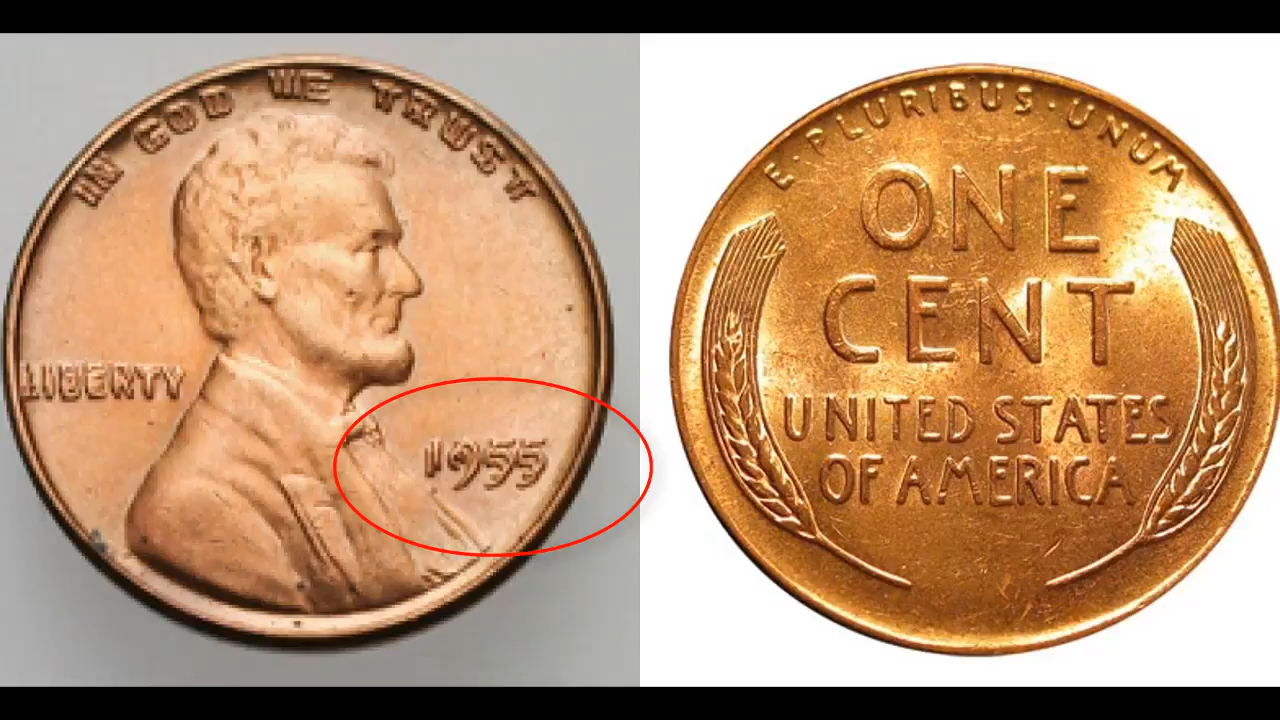 IN GOD WE TRUST
LIBERTY
1955
E·PLURIBUS·UNUM
ONE
CENT
UNITED STATES
OF AMERICA